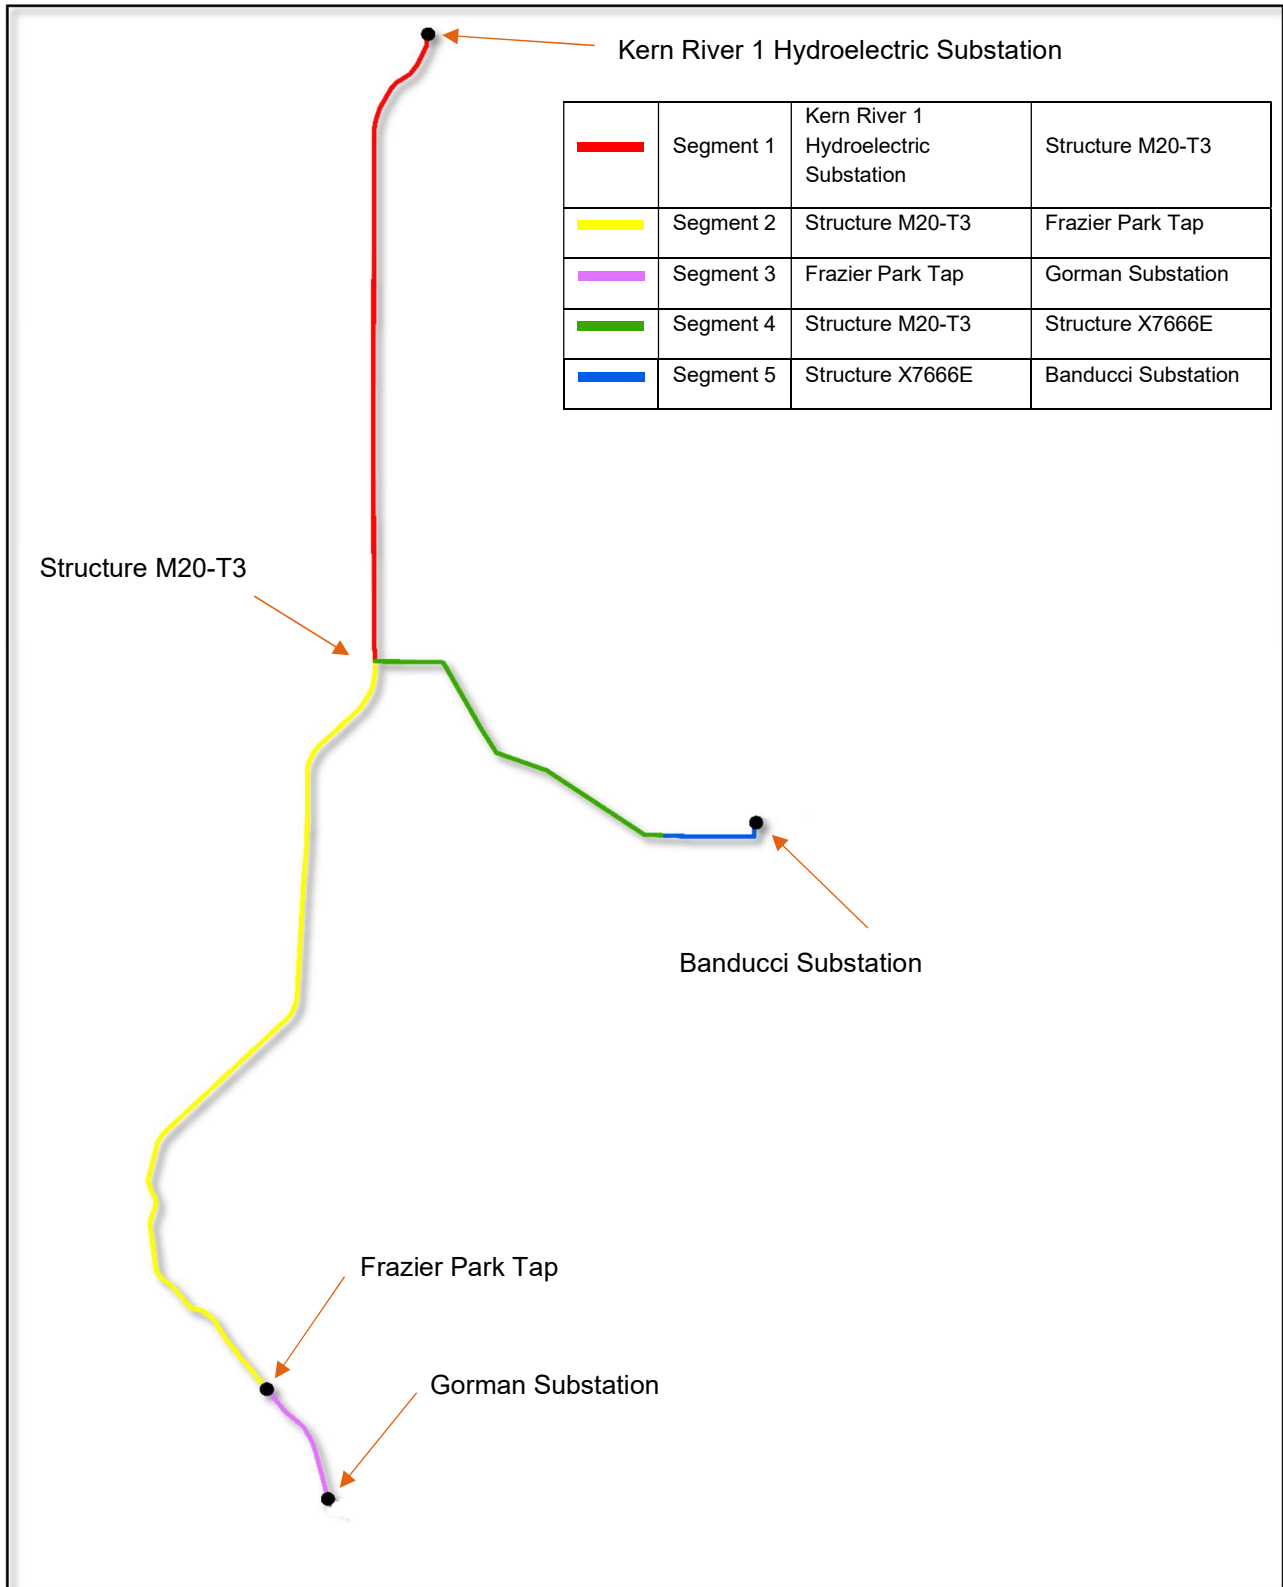 Kern River 1 Hydroelectric Substation
Segment 1
Kern River 1
Hydroelectric
Substation
Structure M20-T3
Segment 2
Structure M20-T3
Frazier Park Tap
Segment 3
Frazier Park Tap
Gorman Substation
Segment 4
Structure M20-T3
Structure X7666E
Segment 5
Structure X7666E
Banducci Substation
Structure M20-T3
Banducci Substation
Frazier Park Tap
Gorman Substation